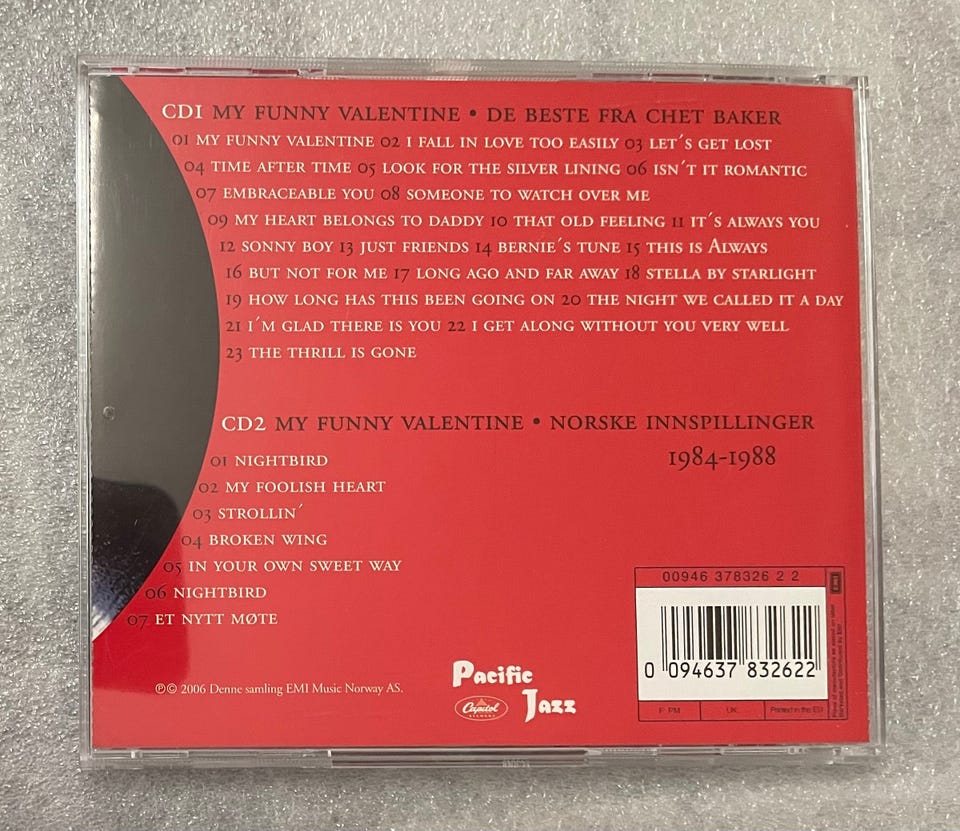 CD1 MY FUNNY VALENTINE • DE BESTE FRA CHET BAKER
01 MY FUNNY VALENTINE 02 I FALL IN LOVE TOO EASILY 03 LET´S GET LOST
04 TIME AFTER TIME 05 LOOK FOR THE SILVER LINING 06 ISN´T IT ROMANTIC
07 EMBRACEABLE YOU 08 SOMEONE TO WATCH OVER ME
09 MY HEART BELONGS TO DADDY 10 THAT OLD FEELING 11 IT´S ALWAYS YOU
12 SONNY BOY 13 JUST FRIENDS 14 BERNIE´S TUNE 15 THIS IS ALWAYS
16 BUT NOT FOR ME 17 LONG AGO AND FAR AWAY 18 STELLA BY STARLIGHT
19 HOW LONG HAS THIS BEEN GOING ON 20 THE NIGHT WE CALLED IT A DAY
21 I´M GLAD THERE IS YOU 22 I GET ALONG WITHOUT YOU VERY WELL
23 THE THRILL IS GONE
CD2 MY FUNNY VALENTINE • NORSKE INNSPILLINGER
1984-1988
01 NIGHTBIRD
02 MY FOOLISH HEART
03 STROLLIN´
04 BROKEN WING
05 IN YOUR OWN SWEET WAY
06 NIGHTBIRD
07 ET NYTT MØTE
℗© 2006 Denne samling EMI Music Norway AS.
Pacific
Jazz
Capitol
RECORDS
00946 378326 2 2
0 094637 832622
F: PM UK: Printed in the EU